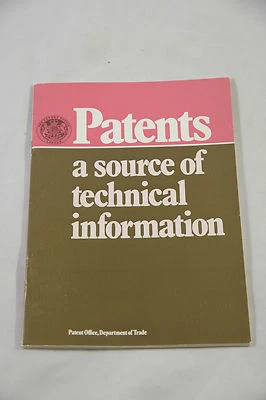 Patents
a source of
technical
information
Patent Office, Department of Trade